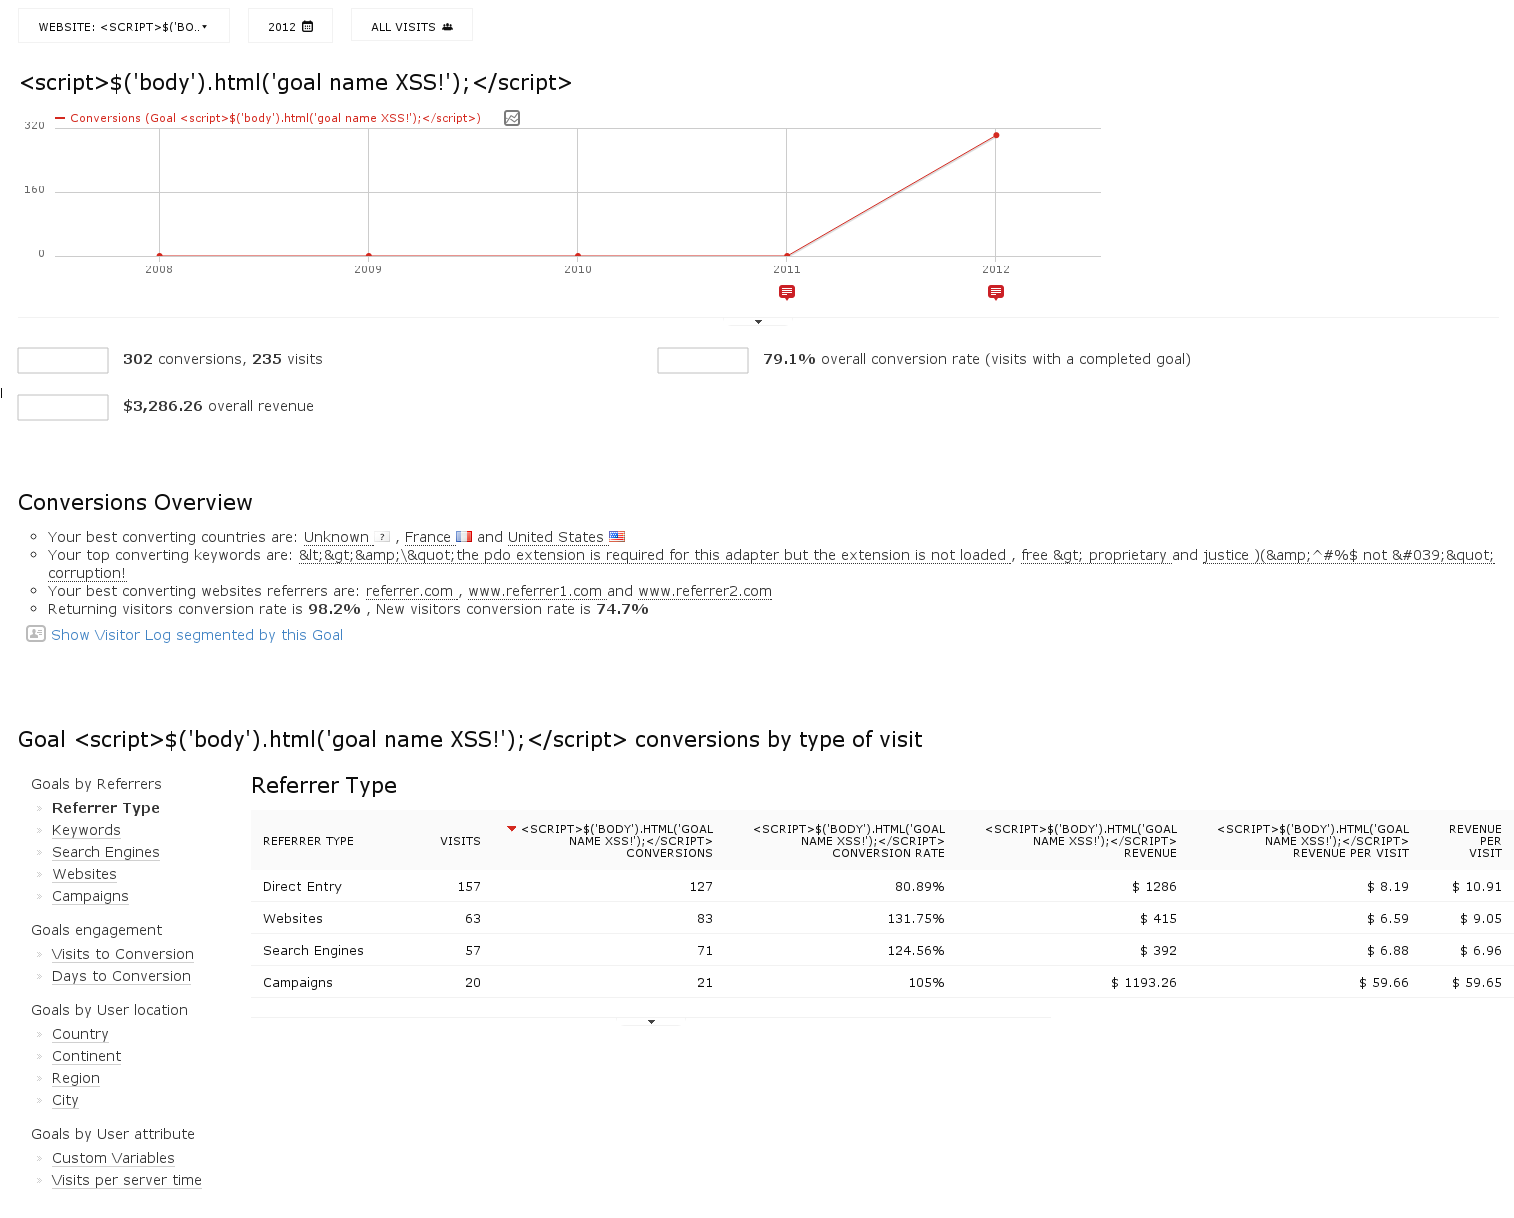 WEBSITE: <SCRIPT>$('BO.. 2012 ALL VISITS
<script>$('body').html('goal name XSS!');</script>
Conversions (Goal <script>$('body').html('goal name XSS!');</script>)
320
160
0
2008 2009 2010 2011 2012
302 conversions, 235 visits
79.1% overall conversion rate (visits with a completed goal)
$3,286.26 overall revenue
Conversions Overview
Your best converting countries are: Unknown ? , France and United States
Your top converting keywords are: &lt;&gt;&amp;\&quot;the pdo extension is required for this adapter but the extension is not loaded , free &gt; proprietary and justice )(&amp;^#%$ not &#039;&quot;
corruption!
Your best converting websites referrers are: referrer.com , www.referrer1.com and www.referrer2.com
Returning visitors conversion rate is 98.2% , New visitors conversion rate is 74.7%
Show Visitor Log segmented by this Goal
Goal <script>$('body').html('goal name XSS!');</script> conversions by type of visit
Goals by Referrers
» Referrer Type
» Keywords
» Search Engines
» Websites
» Campaigns
Goals engagement
» Visits to Conversion
» Days to Conversion
Goals by User location
» Country
» Continent
» Region
» City
Goals by User attribute
» Custom Variables
» Visits per server time
Referrer Type
REFERRER TYPE
VISITS
<SCRIPT>$('BODY').HTML('GOAL
NAME XSS!');</SCRIPT>
CONVERSIONS
<SCRIPT>$('BODY').HTML('GOAL
NAME XSS!');</SCRIPT>
CONVERSION RATE
<SCRIPT>$('BODY').HTML('GOAL
NAME XSS!');</SCRIPT>
REVENUE
<SCRIPT>$('BODY').HTML('GOAL
NAME XSS!');</SCRIPT>
REVENUE PER VISIT
REVENUE
PER
VISIT
Direct Entry 157 127 80.89% $ 1286 $ 8.19 $ 10.91
Websites 63 83 131.75% $ 415 $ 6.59 $ 9.05
Search Engines 57 71 124.56% $ 392 $ 6.88 $ 6.96
Campaigns 20 21 105% $ 1193.26 $ 59.66 $ 59.65